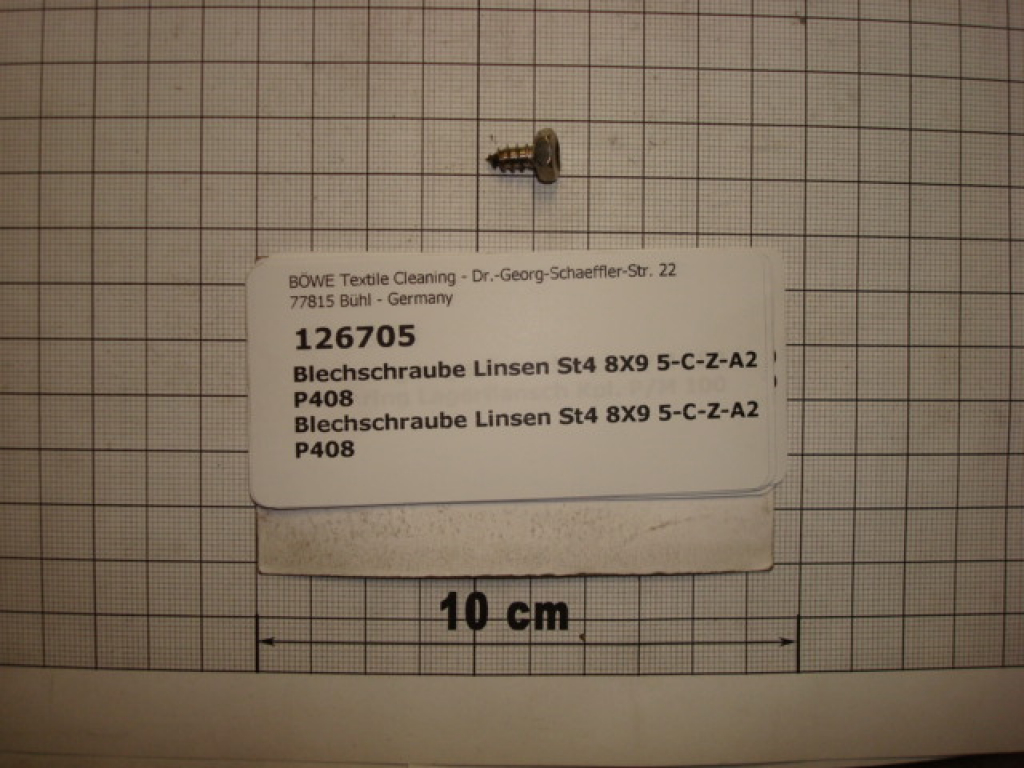 BÖWE Textile Cleaning - Dr.-Georg-Schaeffler-Str. 22
77815 Bühl - Germany
126705
Blechschraube Linsen St4 8X9 5-C-Z-A2
P408
Blechschraube Linsen St4 8X9 5-C-Z-A2
P408
10 cm